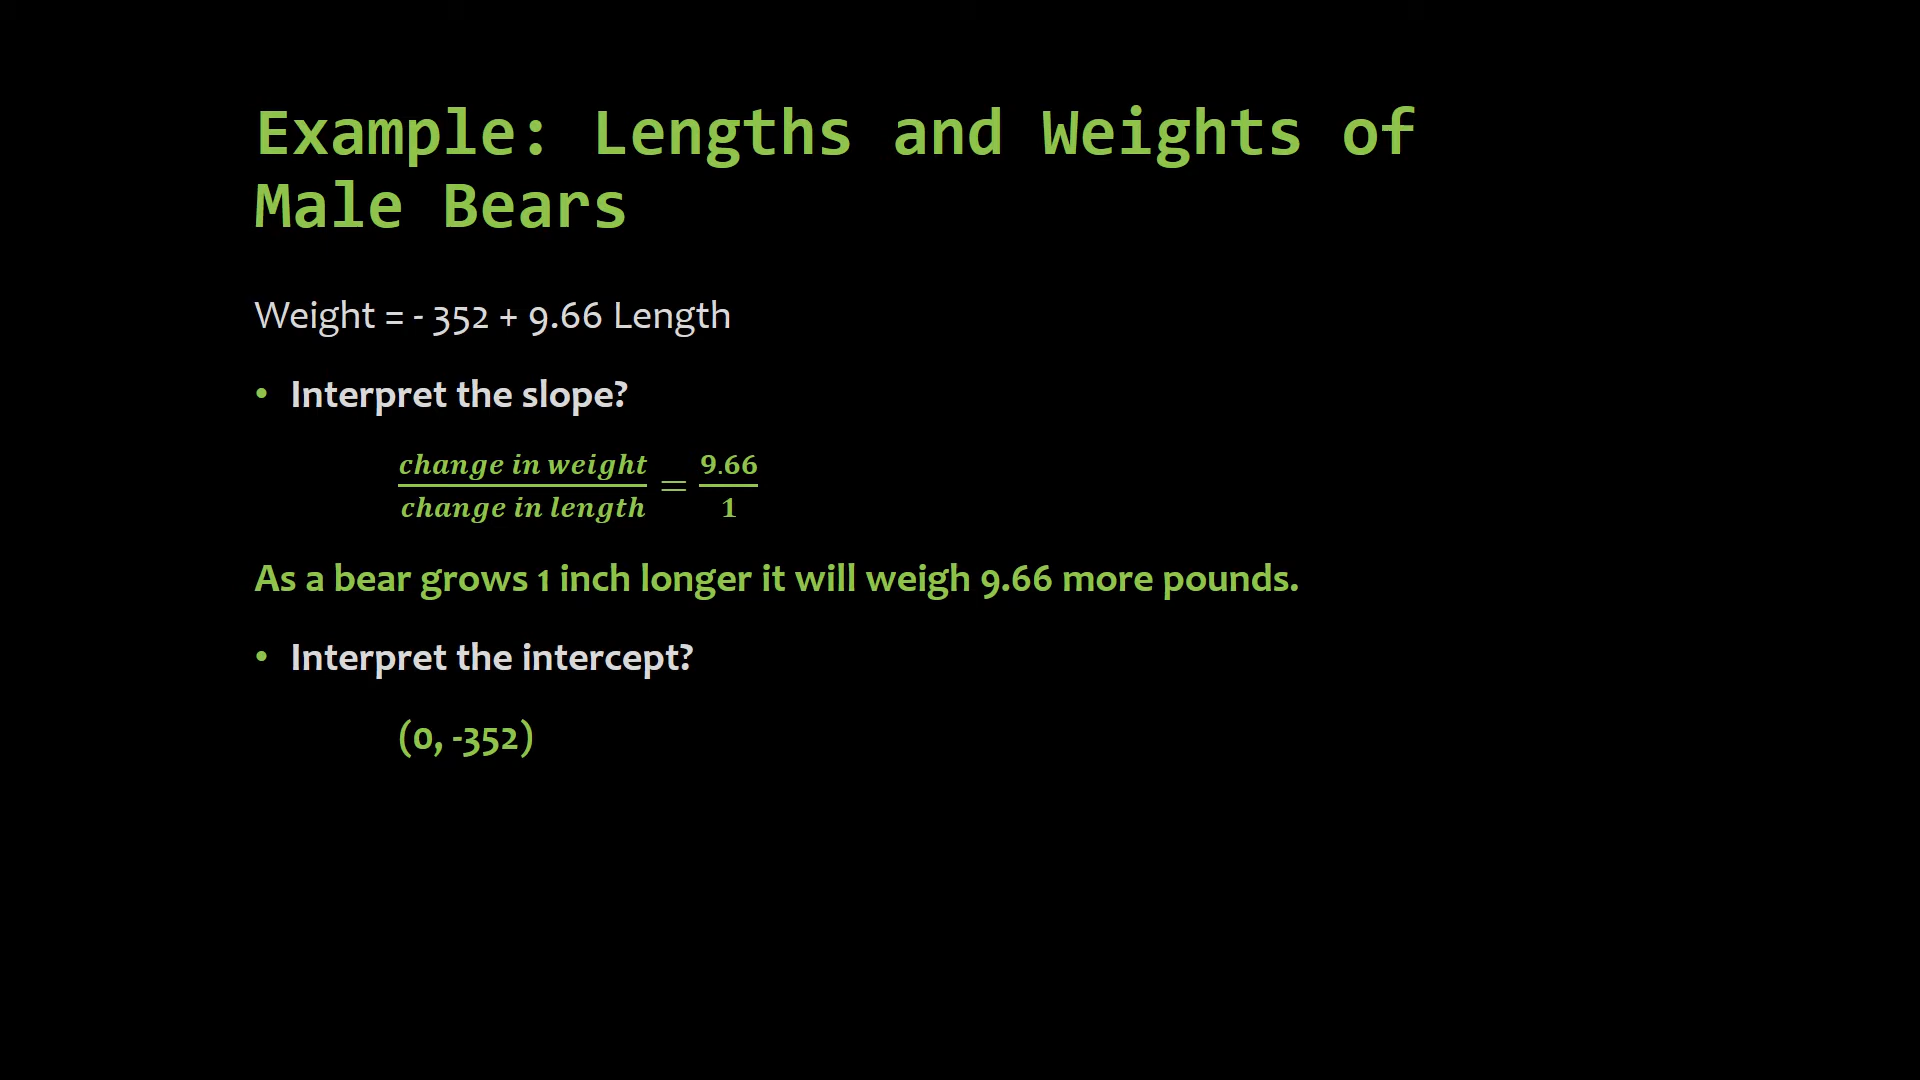 Example: Lengths and Weights of
Male Bears
Weight = - 352 + 9.66 Length
• Interpret the slope?
change in weight / change in length = 9.66 / 1
As a bear grows 1 inch longer it will weigh 9.66 more pounds.
• Interpret the intercept?
(0, -352)